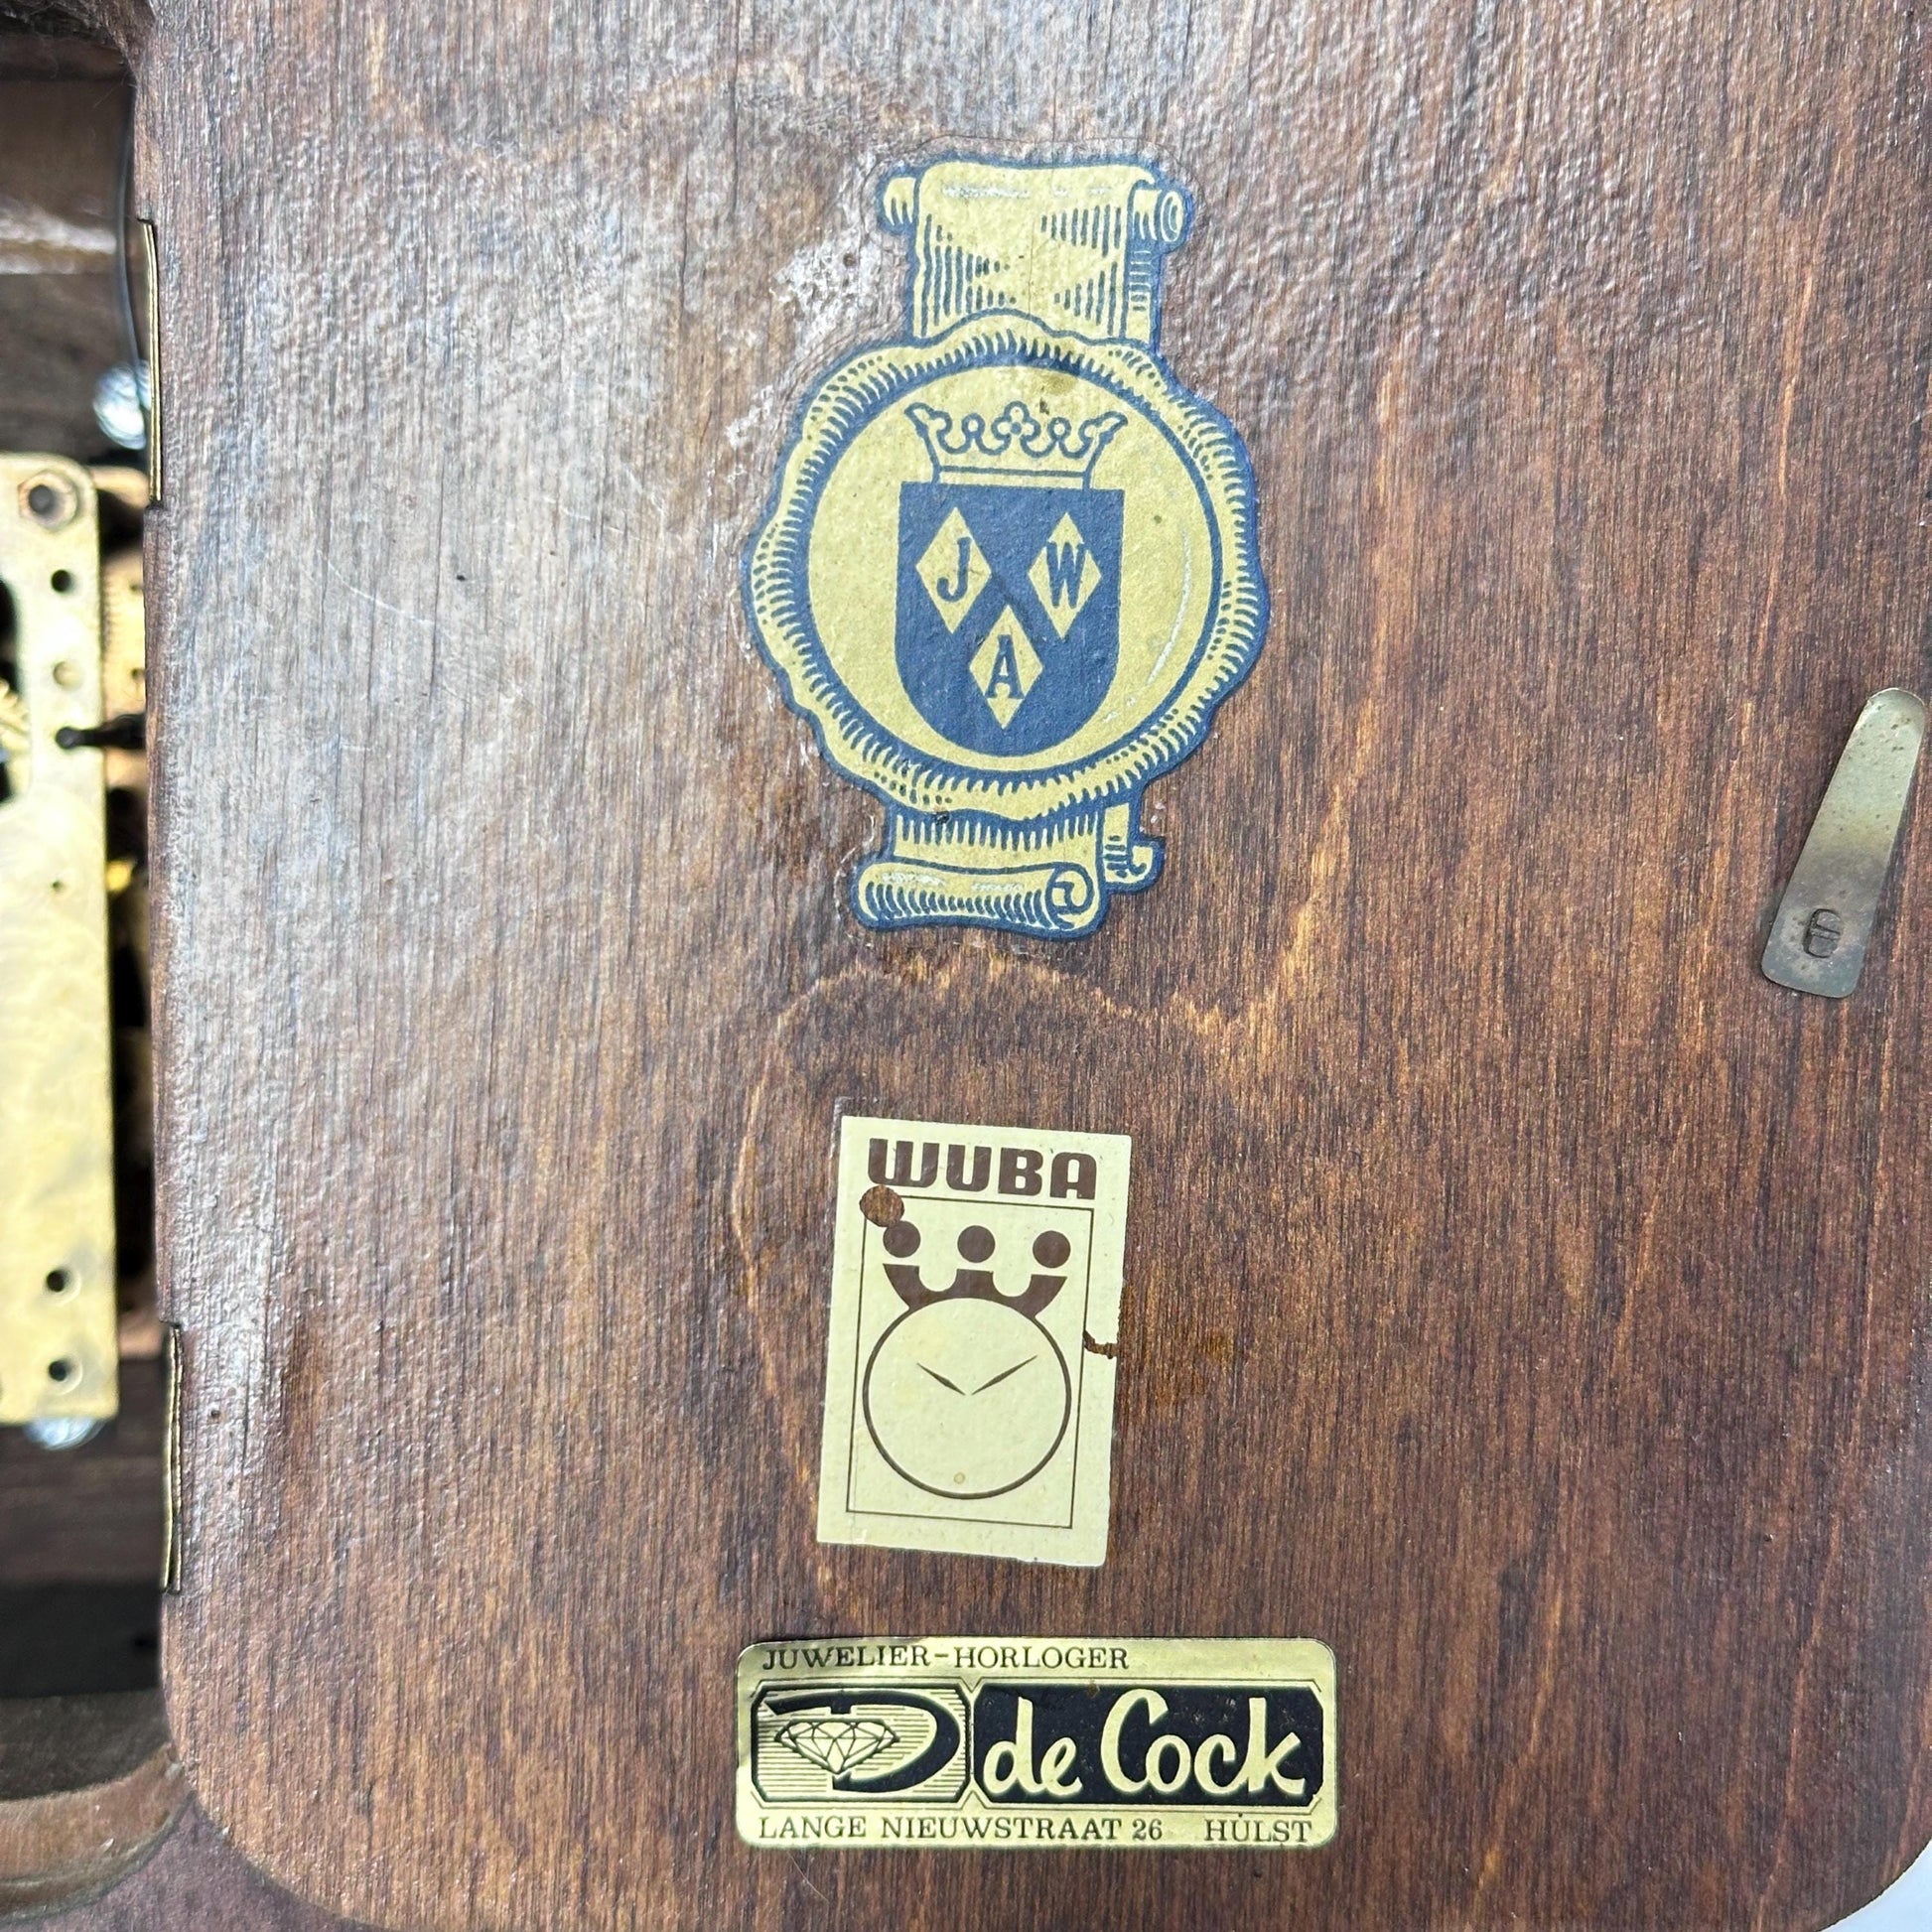 J W
A
WUBA
JUWELIER-HORLOGER
D de Cock
LANGE NIEUWSTRAAT 26 HULST